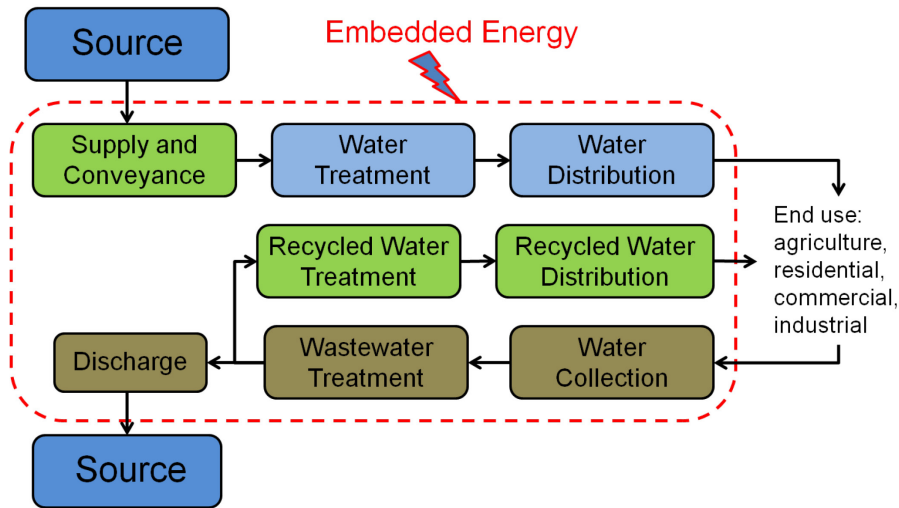 Source
Embedded Energy
Supply and
Conveyance
Water
Treatment
Water
Distribution
End use:
agriculture,
residential,
commercial,
industrial
Recycled Water
Treatment
Recycled Water
Distribution
Discharge
Wastewater
Treatment
Water
Collection
Source